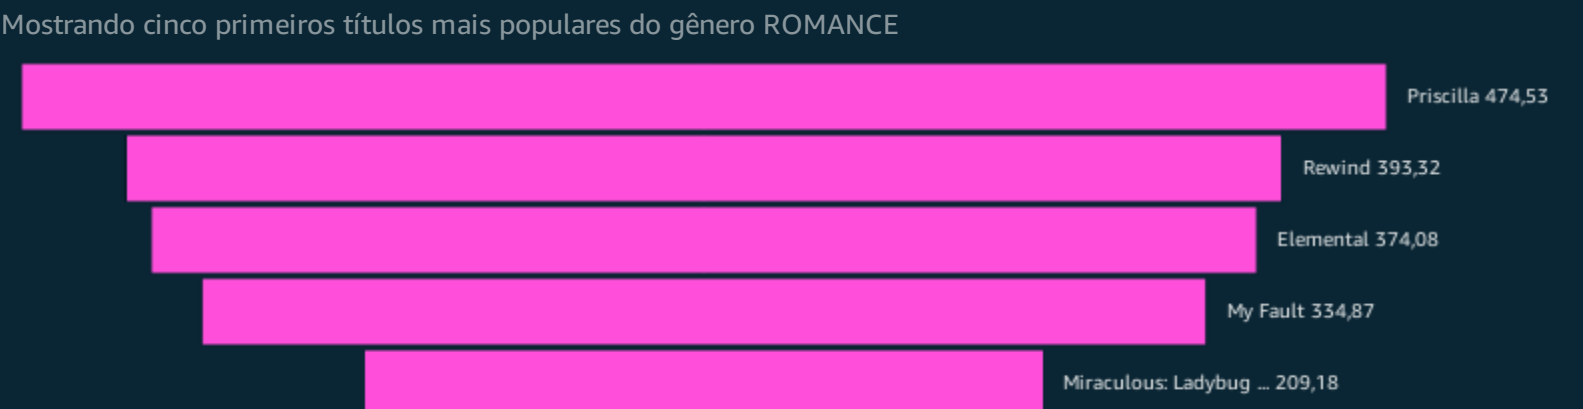 Mostrando cinco primeiros títulos mais populares do gênero ROMANCE
Priscilla 474,53
Rewind 393,32
Elemental 374,08
My Fault 334,87
Miraculous: Ladybug ... 209,18